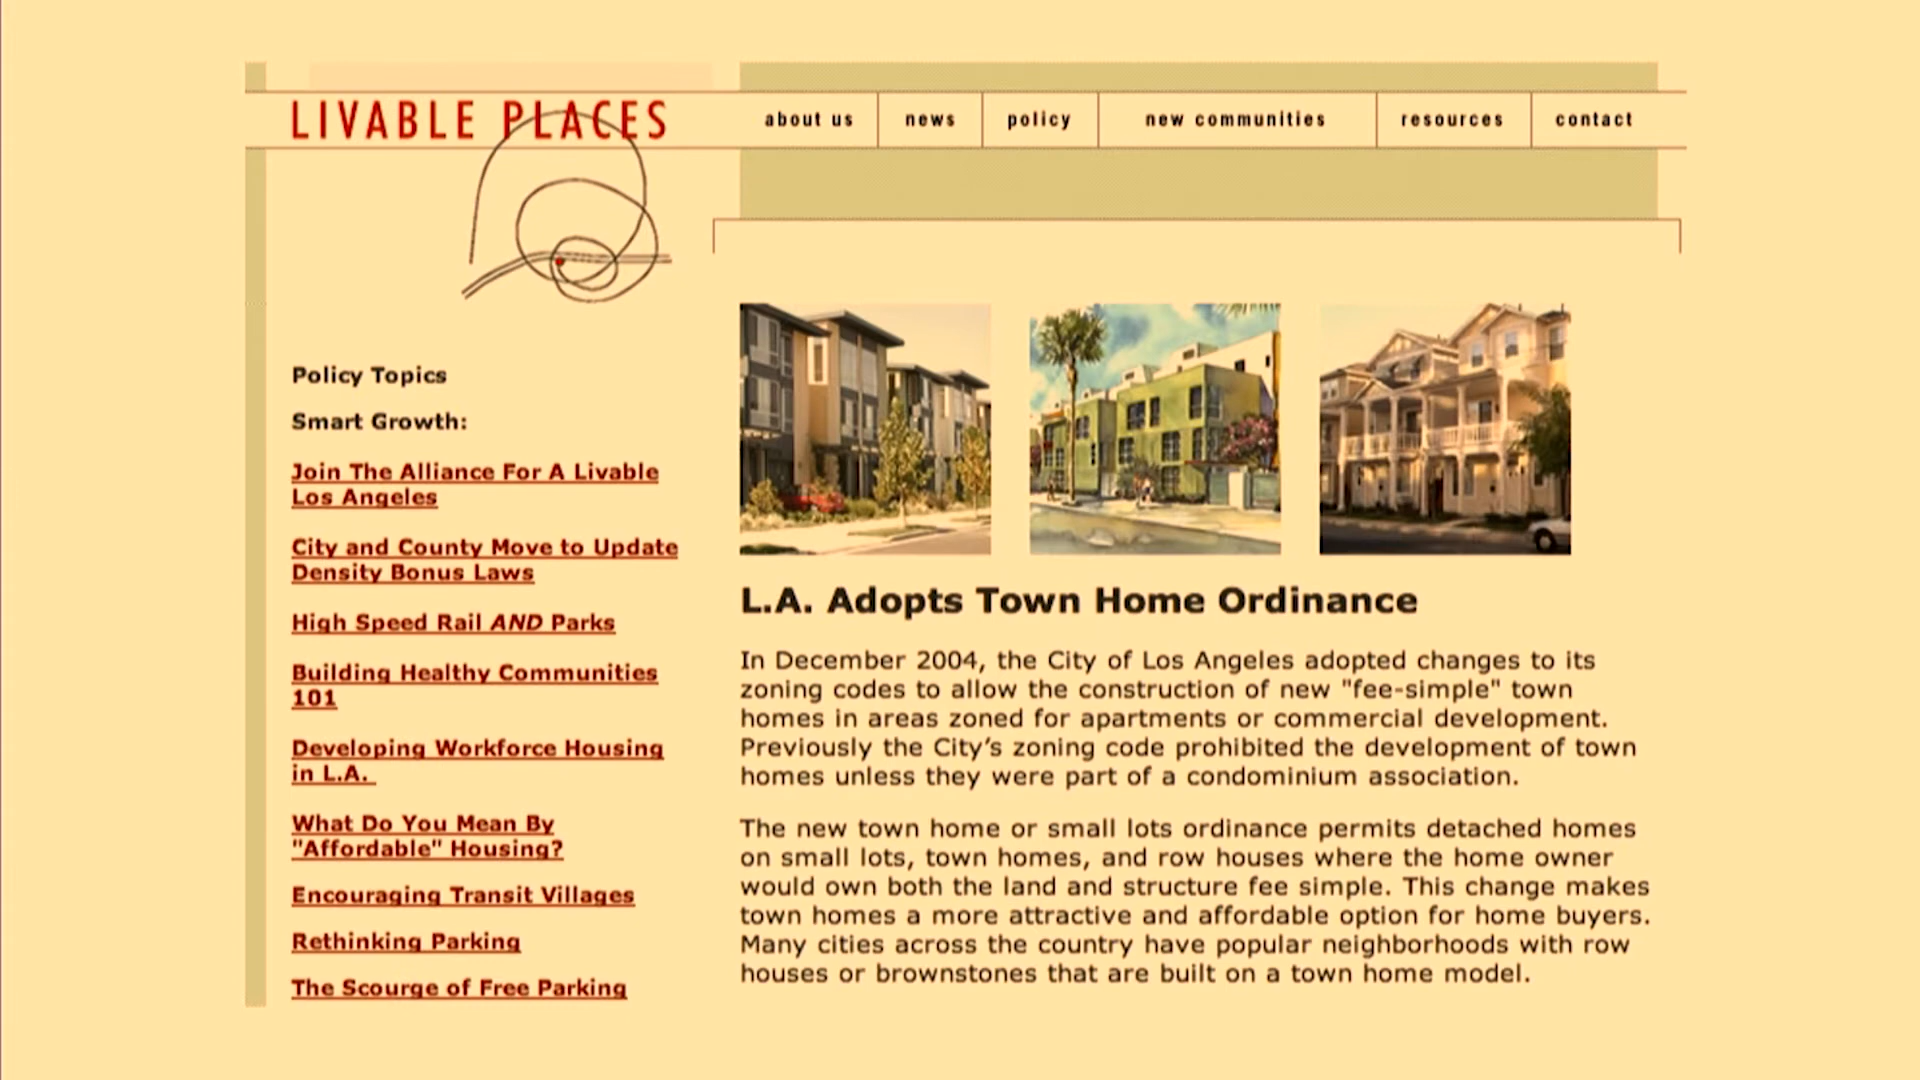 LIVABLE PLACES
about us
news
policy
new communities
resources
contact
Policy Topics
Smart Growth:
Join The Alliance For A Livable
Los Angeles
City and County Move to Update
Density Bonus Laws
High Speed Rail AND Parks
Building Healthy Communities
101
Developing Workforce Housing
in L.A.
What Do You Mean By
"Affordable" Housing?
Encouraging Transit Villages
Rethinking Parking
The Scourge of Free Parking
L.A. Adopts Town Home Ordinance
In December 2004, the City of Los Angeles adopted changes to its
zoning codes to allow the construction of new "fee-simple" town
homes in areas zoned for apartments or commercial development.
Previously the City’s zoning code prohibited the development of town
homes unless they were part of a condominium association.
The new town home or small lots ordinance permits detached homes
on small lots, town homes, and row houses where the home owner
would own both the land and structure fee simple. This change makes
town homes a more attractive and affordable option for home buyers.
Many cities across the country have popular neighborhoods with row
houses or brownstones that are built on a town home model.